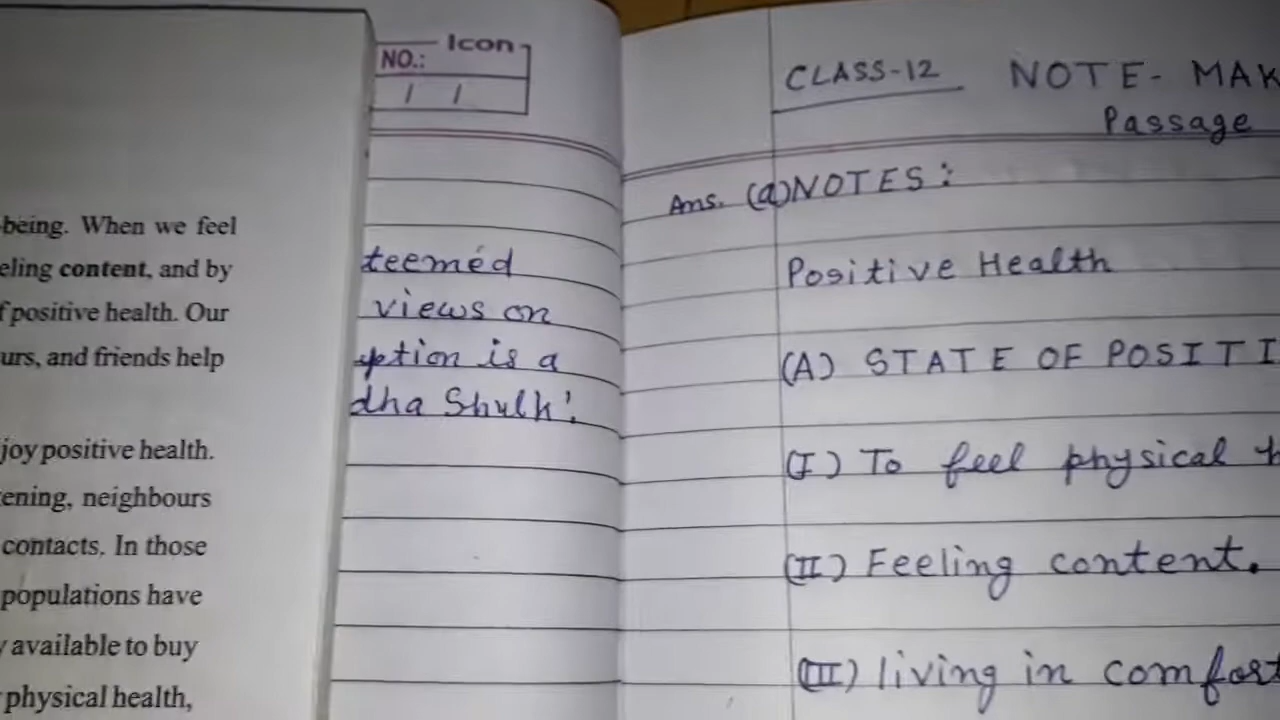 -being. When we feel
eling content, and by
f positive health. Our
urs, and friends help
joy positive health.
ening, neighbours
contacts. In those
populations have
y available to buy
physical health,
Icon
NO.:
/ /
teemed
views on
ption is a
dha Shulk'.
CLASS-12 NOTE-MAK
Passage
Ans. (a) NOTES:
Positive Health
(A) STATE OF POSITI
(I) To feel physical
(II) Feeling content.
(III) living in comfort